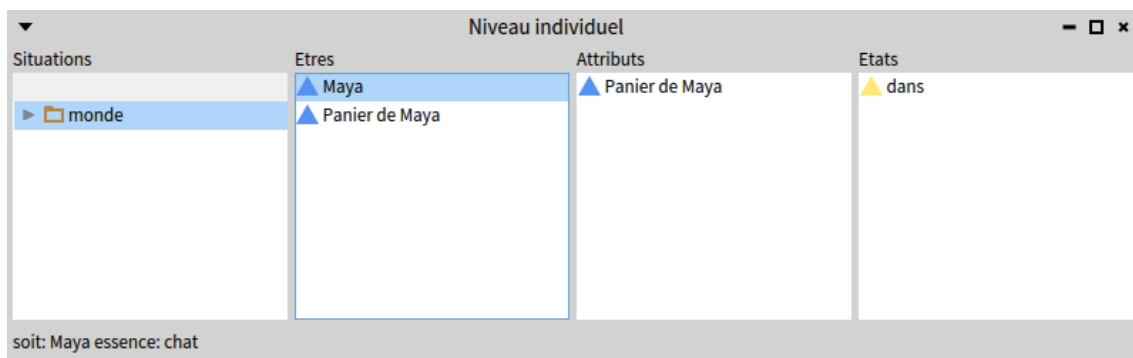 Niveau individuel
Situations Etres Attributs Etats
Maya Panier de Maya dans
monde Panier de Maya
soit: Maya essence: chat